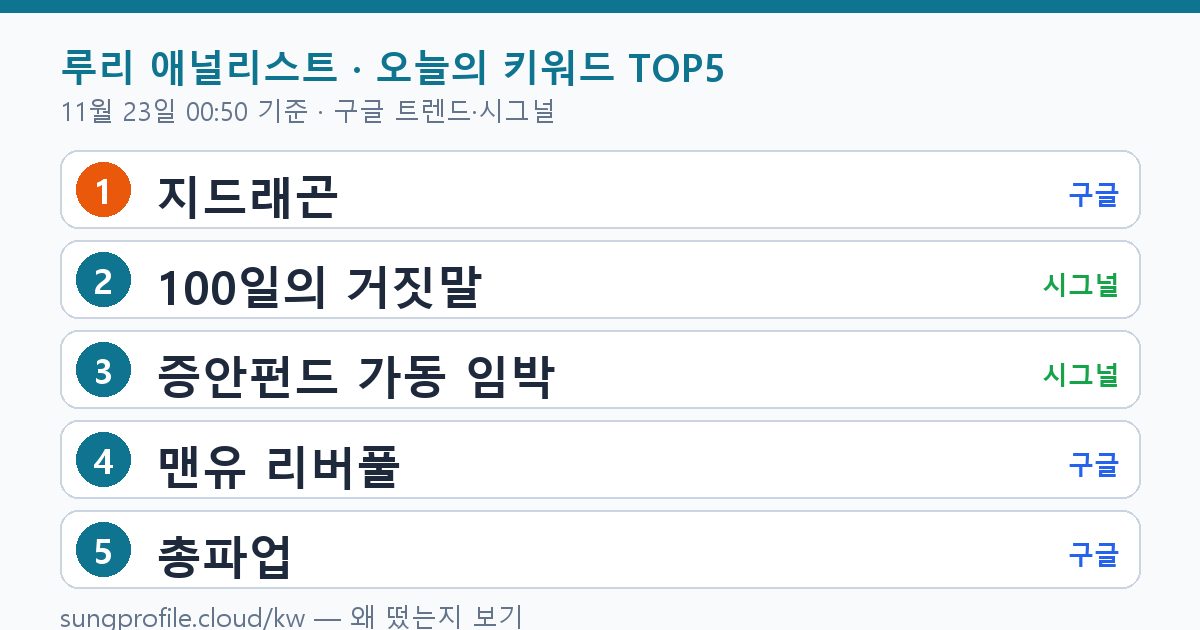 루리 애널리스트 · 오늘의 키워드 TOP5
11월 23일 00:50 기준 · 구글 트렌드·시그널
1 지드래곤 구글
2 100일의 거짓말 시그널
3 증안펀드 가동 임박 시그널
4 맨유 리버풀 구글
5 총파업 구글
sungprofile.cloud/kw — 왜 떴는지 보기